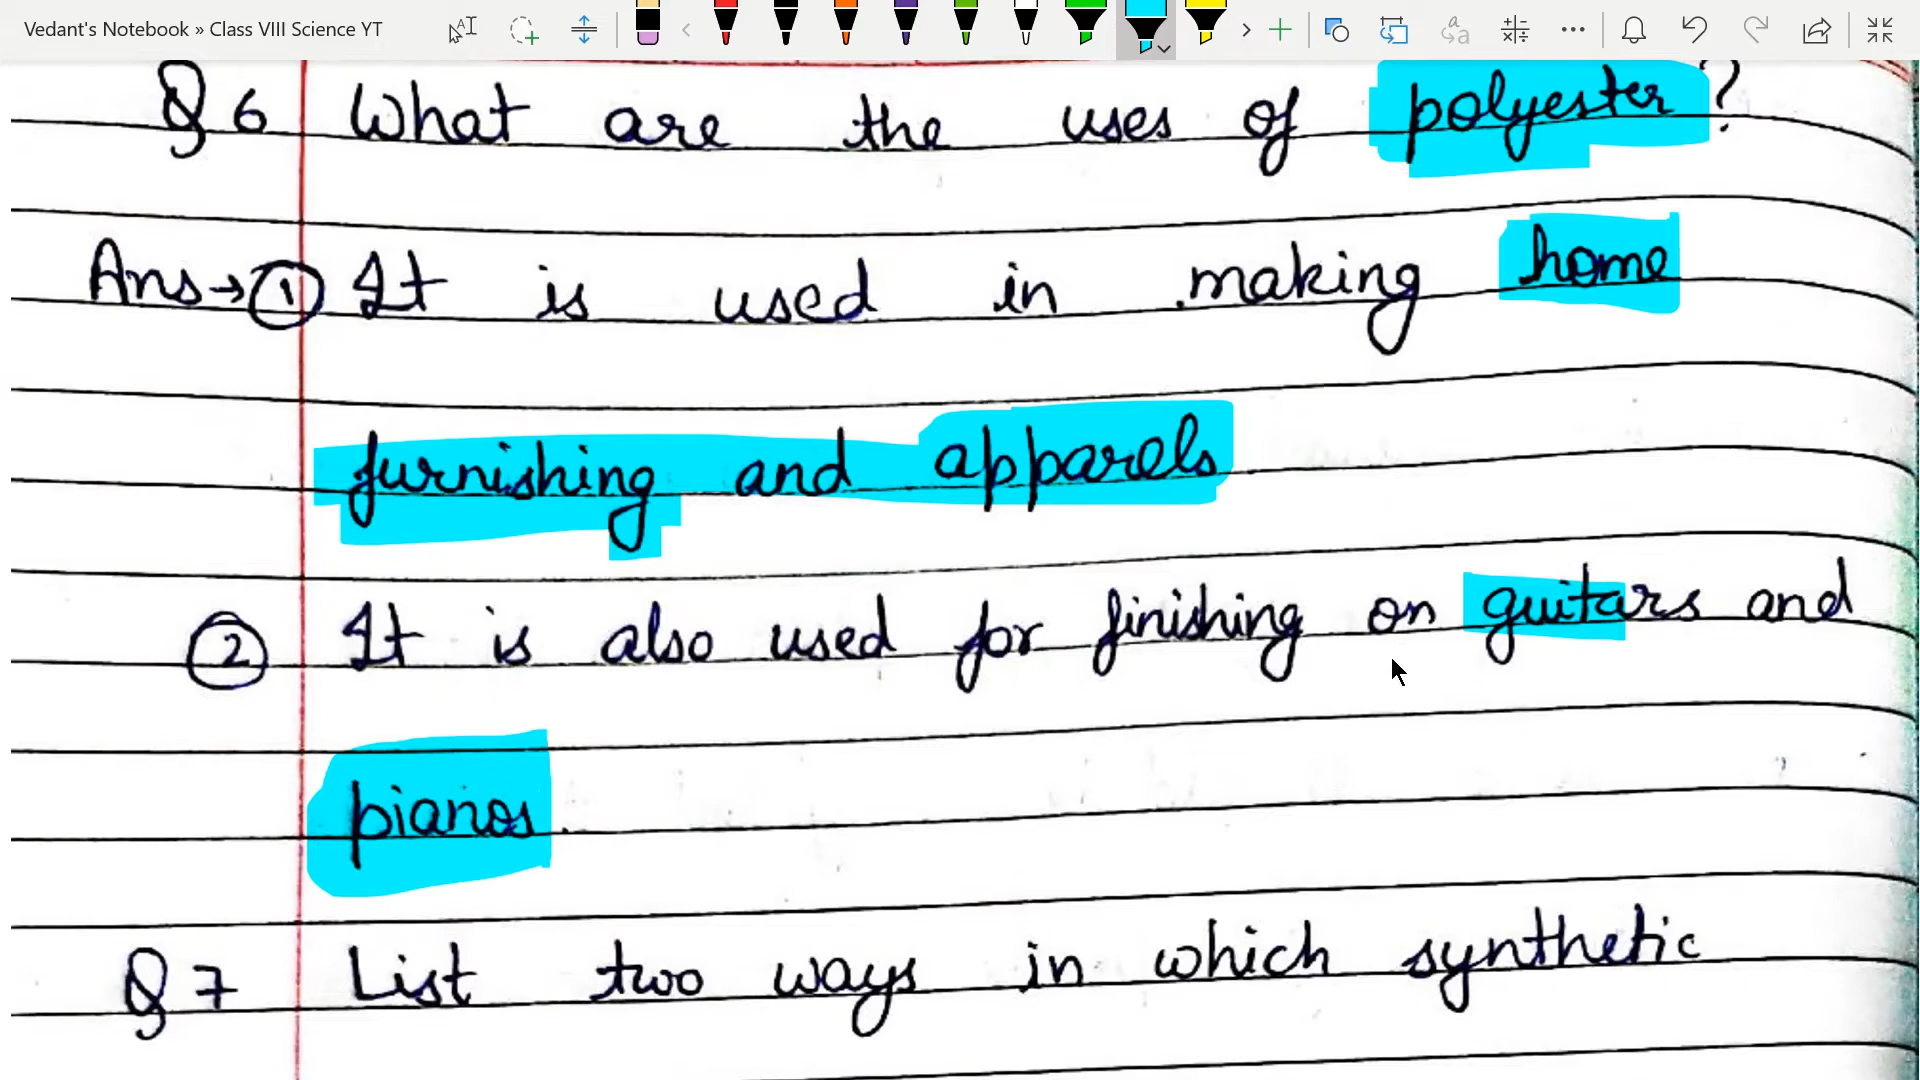 Vedant's Notebook » Class VIII Science YT
Q 6 What are the uses of polyester?
Ans → ① It is used in making home
furnishing and apparels
② It is also used for finishing on guitars and
pianos.
Q 7 List two ways in which synthetic